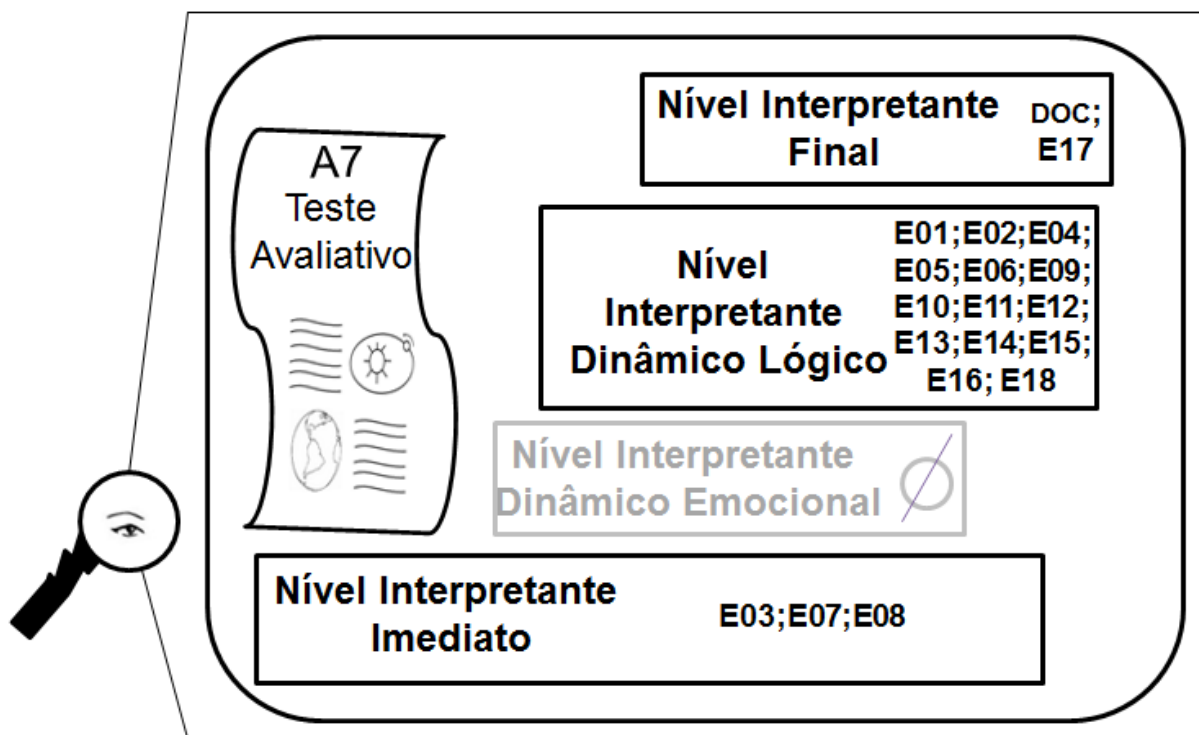 A7
Teste
Avaliativo
Nível Interpretante
Final
DOC;
E17
Nível
Interpretante
Dinâmico Lógico
E01;E02;E04;
E05;E06;E09;
E10;E11;E12;
E13;E14;E15;
E16; E18
Nível Interpretante
Dinâmico Emocional
Nível Interpretante
Imediato
E03;E07;E08